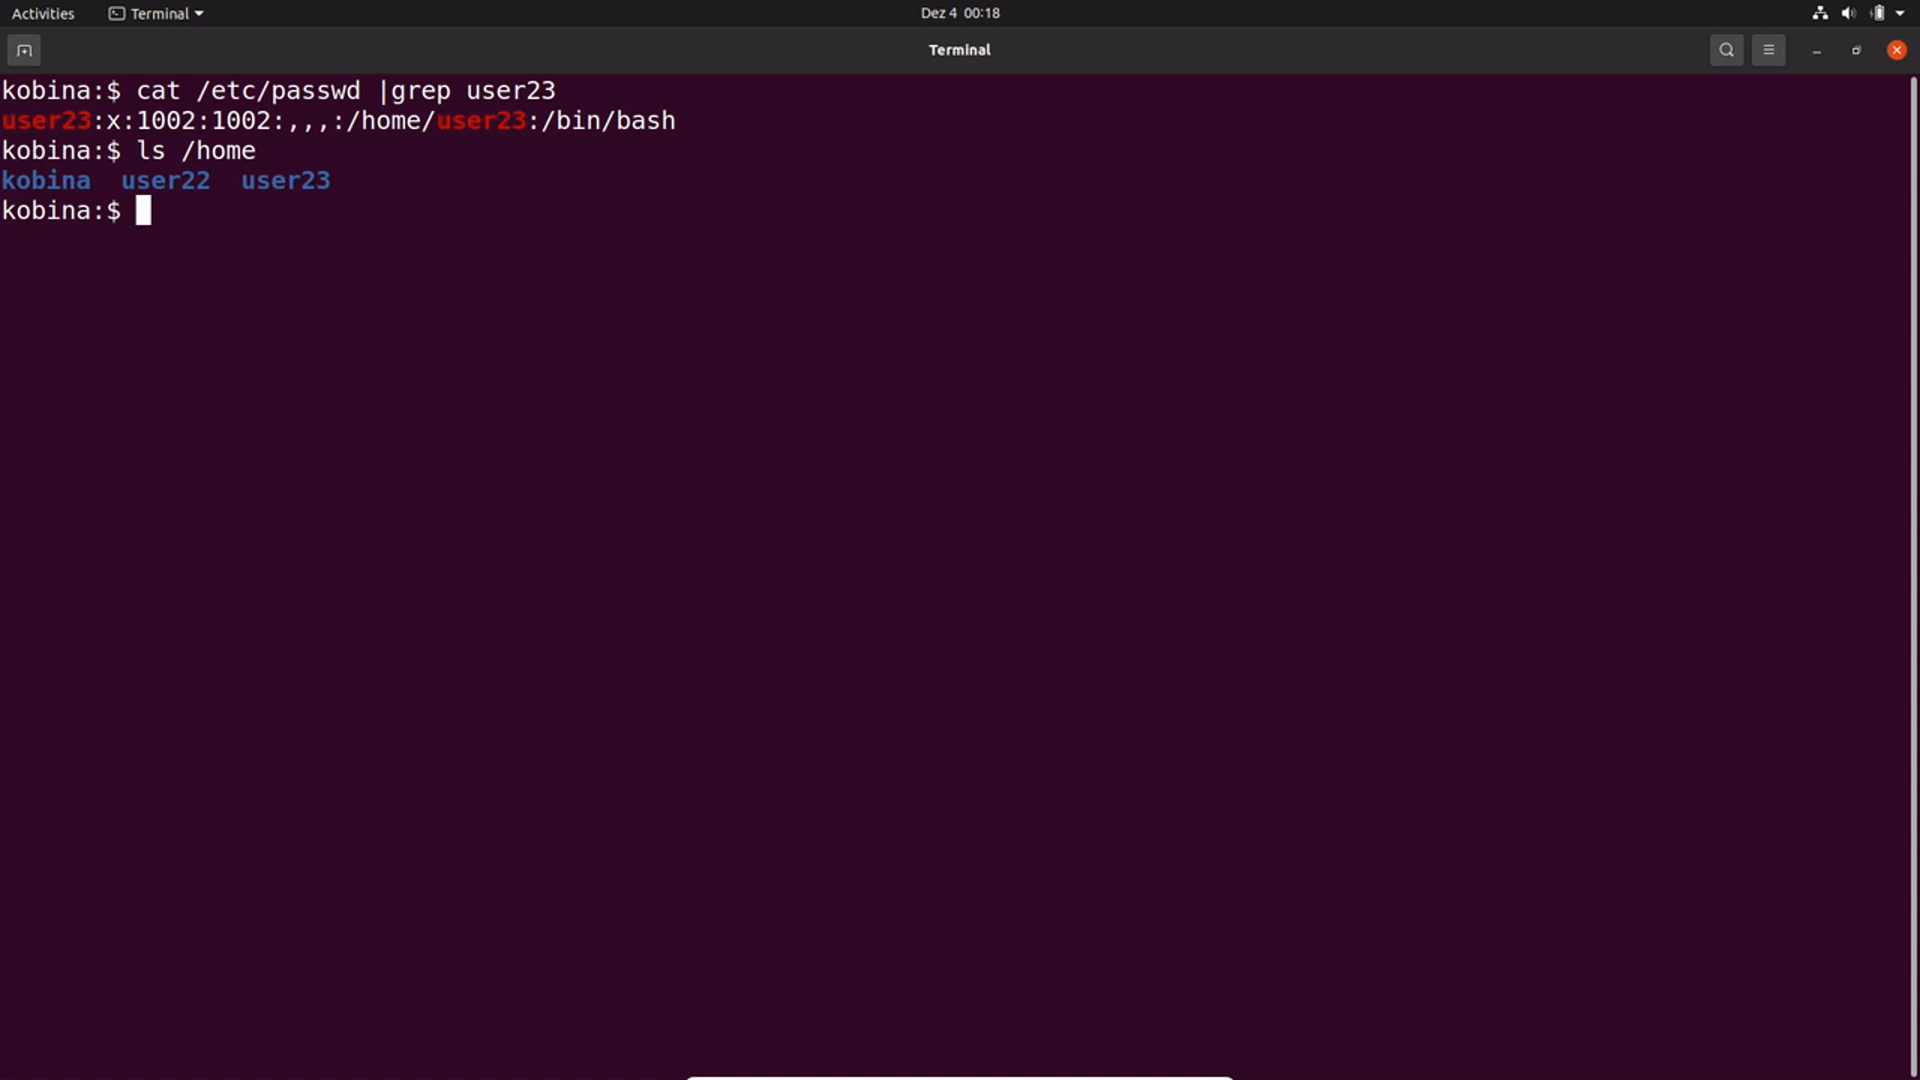 Activities Terminal Dez 4 00:18
Terminal
kobina:$ cat /etc/passwd |grep user23
user23:x:1002:1002:,,,:/home/user23:/bin/bash
kobina:$ ls /home
kobina user22 user23
kobina:$